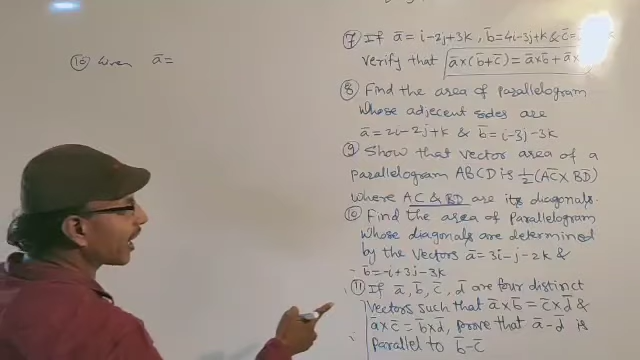 ⑩ Given ā=
⑦ If ā = i-2j+3k, b̄=4i-3j+k & c̄=
verify that ā×(b̄+c̄) = ā×b̄ + ā×
⑧ Find the area of parallelogram
whose adjecent sides are
ā = 2i-2j+k & b̄=i-3j-3k
⑨ Show that vector area of a
parallelogram ABCD is 1/2(AC × BD)
where AC & BD are its diagonals.
⑩ Find the area of parallelogram
whose diagonals are determined
by the vectors ā=3i-j-2k &
b̄=-i+3j-3k
⑪ If ā, b̄, c̄, d̄ are four distinct
vectors such that ā×b̄ = c̄×d̄ &
ā×c̄ = b̄×d̄, prove that ā-d̄ is
parallel to b̄-c̄